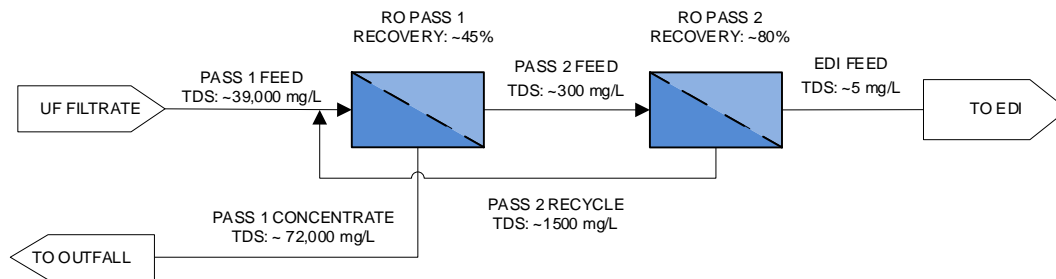 RO PASS 1
RECOVERY: ~45%
RO PASS 2
RECOVERY: ~80%
PASS 1 FEED
TDS: ~39,000 mg/L
PASS 2 FEED
TDS: ~300 mg/L
EDI FEED
TDS: ~5 mg/L
UF FILTRATE
TO EDI
PASS 1 CONCENTRATE
TDS: ~ 72,000 mg/L
PASS 2 RECYCLE
TDS: ~1500 mg/L
TO OUTFALL